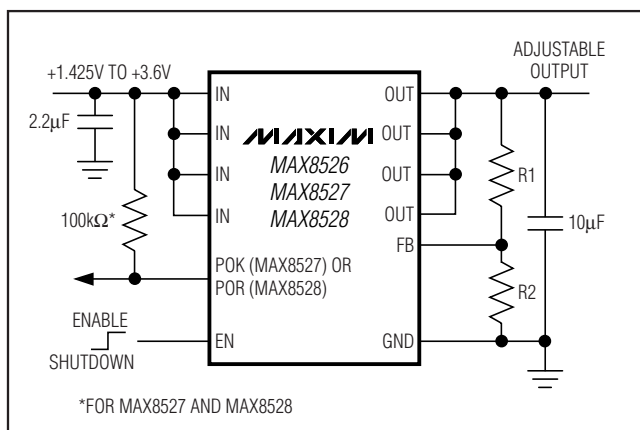 +1.425V TO +3.6V
ADJUSTABLE
OUTPUT
2.2µF
IN
OUT
IN
MAXIM
OUT
MAX8526
IN
OUT
MAX8527
R1
IN
MAX8528
OUT
100kΩ*
10µF
FB
POK (MAX8527) OR
POR (MAX8528)
R2
ENABLE
SHUTDOWN
EN
GND
*FOR MAX8527 AND MAX8528